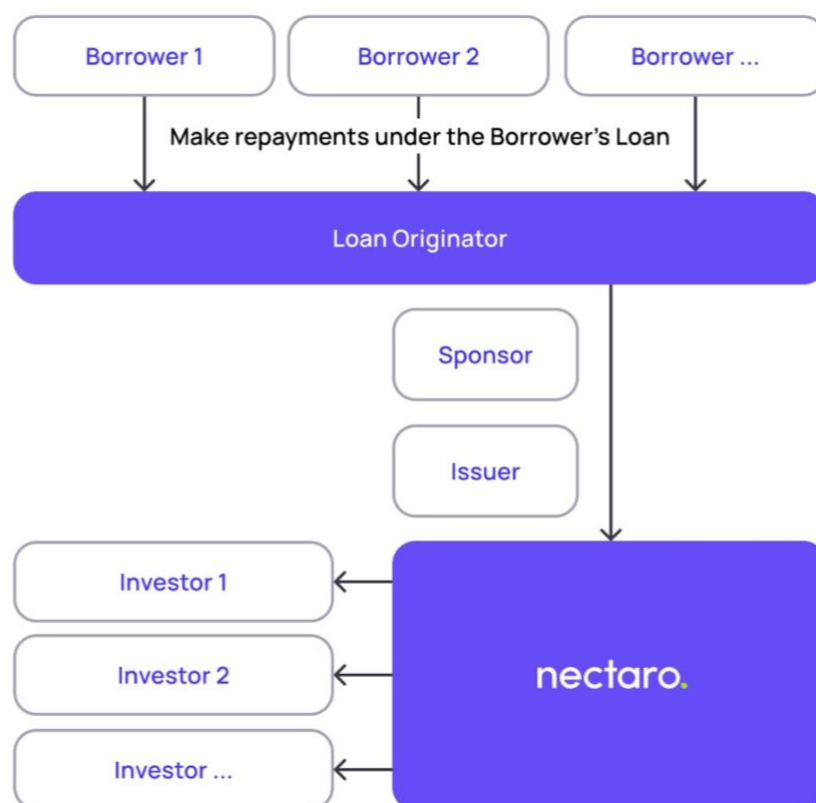 Borrower 1
Borrower 2
Borrower ...
Make repayments under the Borrower's Loan
Loan Originator
Sponsor
Issuer
Investor 1
Investor 2
Investor ...
nectaro.